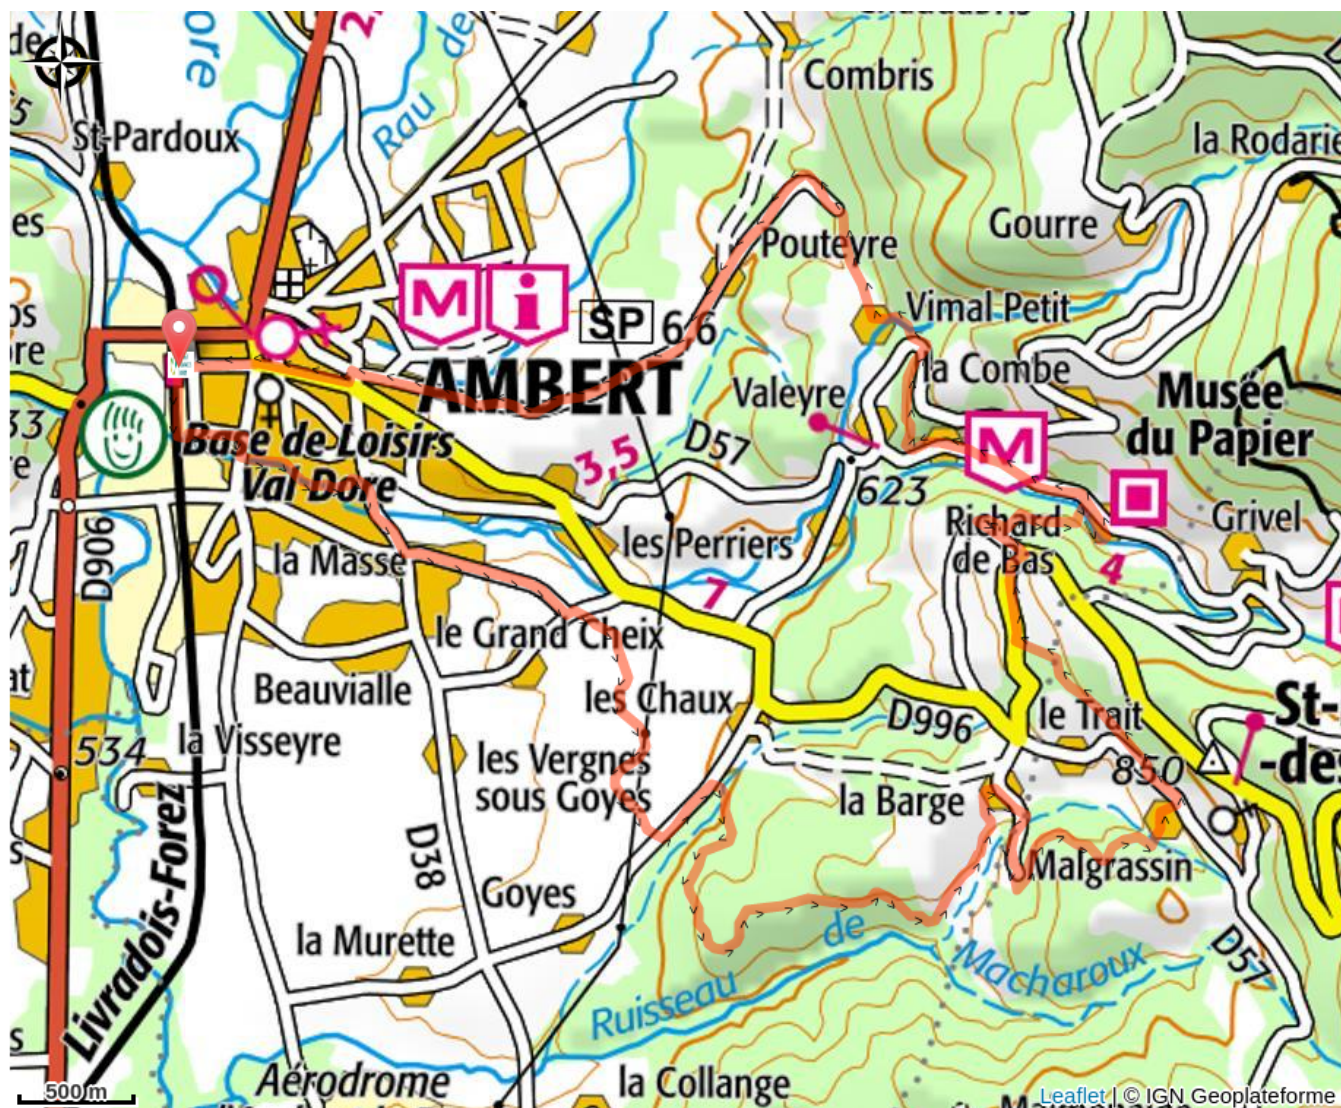 de
St-Pardoux
Rau
de
Combris
la Rodarie
Gourre
Pouteyre
Vimal Petit
SP
6,6
AMBERT
la Combe
Valeyre
Musée
du Papier
M
i
M
Base de Loisirs
Val Dore
3,5
D57
623
Richard
de Bas
Grivel
D906
la Masse
les Perriers
7
4
le Grand Cheix
Beauvialle
les Chaux
D996
le Trait
St-
-de
534
la Visseyre
les Vergnes
sous Goyes
850
la Barge
Malgrassin
D38
Goyes
Livradois-Forez
la Murette
Ruisseau
de
Macharoux
D57
Aérodrome
la Collange
500 m
Leaflet | © IGN Geoplateforme